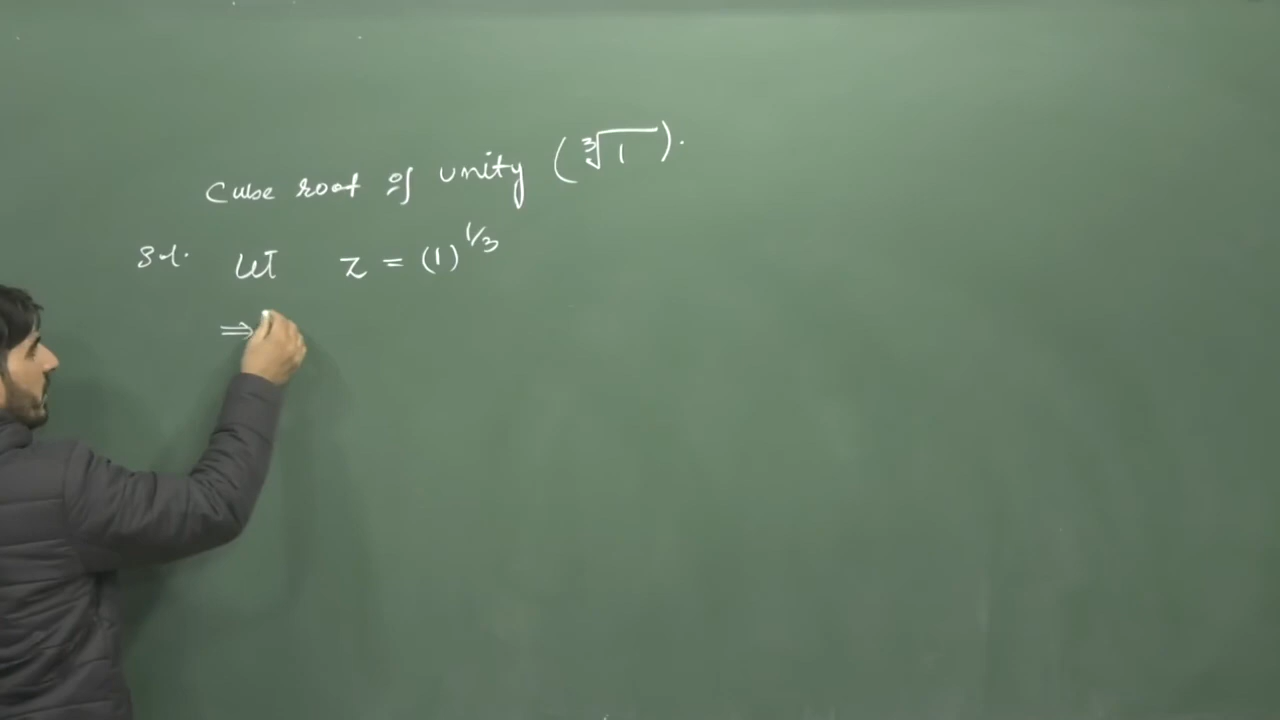 Cube root of unity (∛1).
Sol. Let z = (1)^1/3
⇒